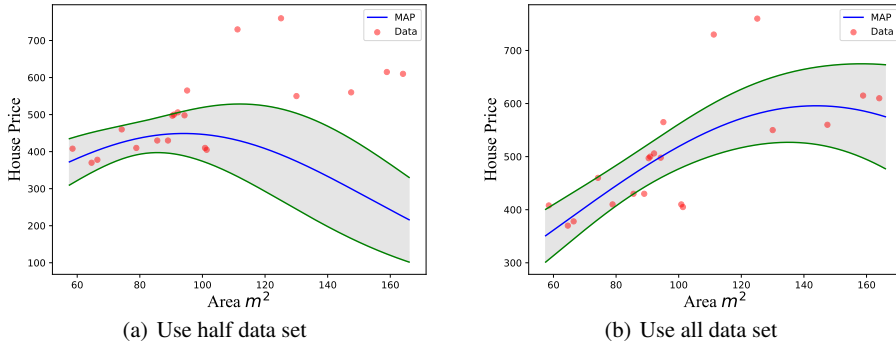 MAP
Data
700
600
500
400
300
200
100
House Price
60 80 100 120 140 160
Area m²
(a) Use half data set
MAP
Data
700
600
500
400
300
House Price
60 80 100 120 140 160
Area m²
(b) Use all data set